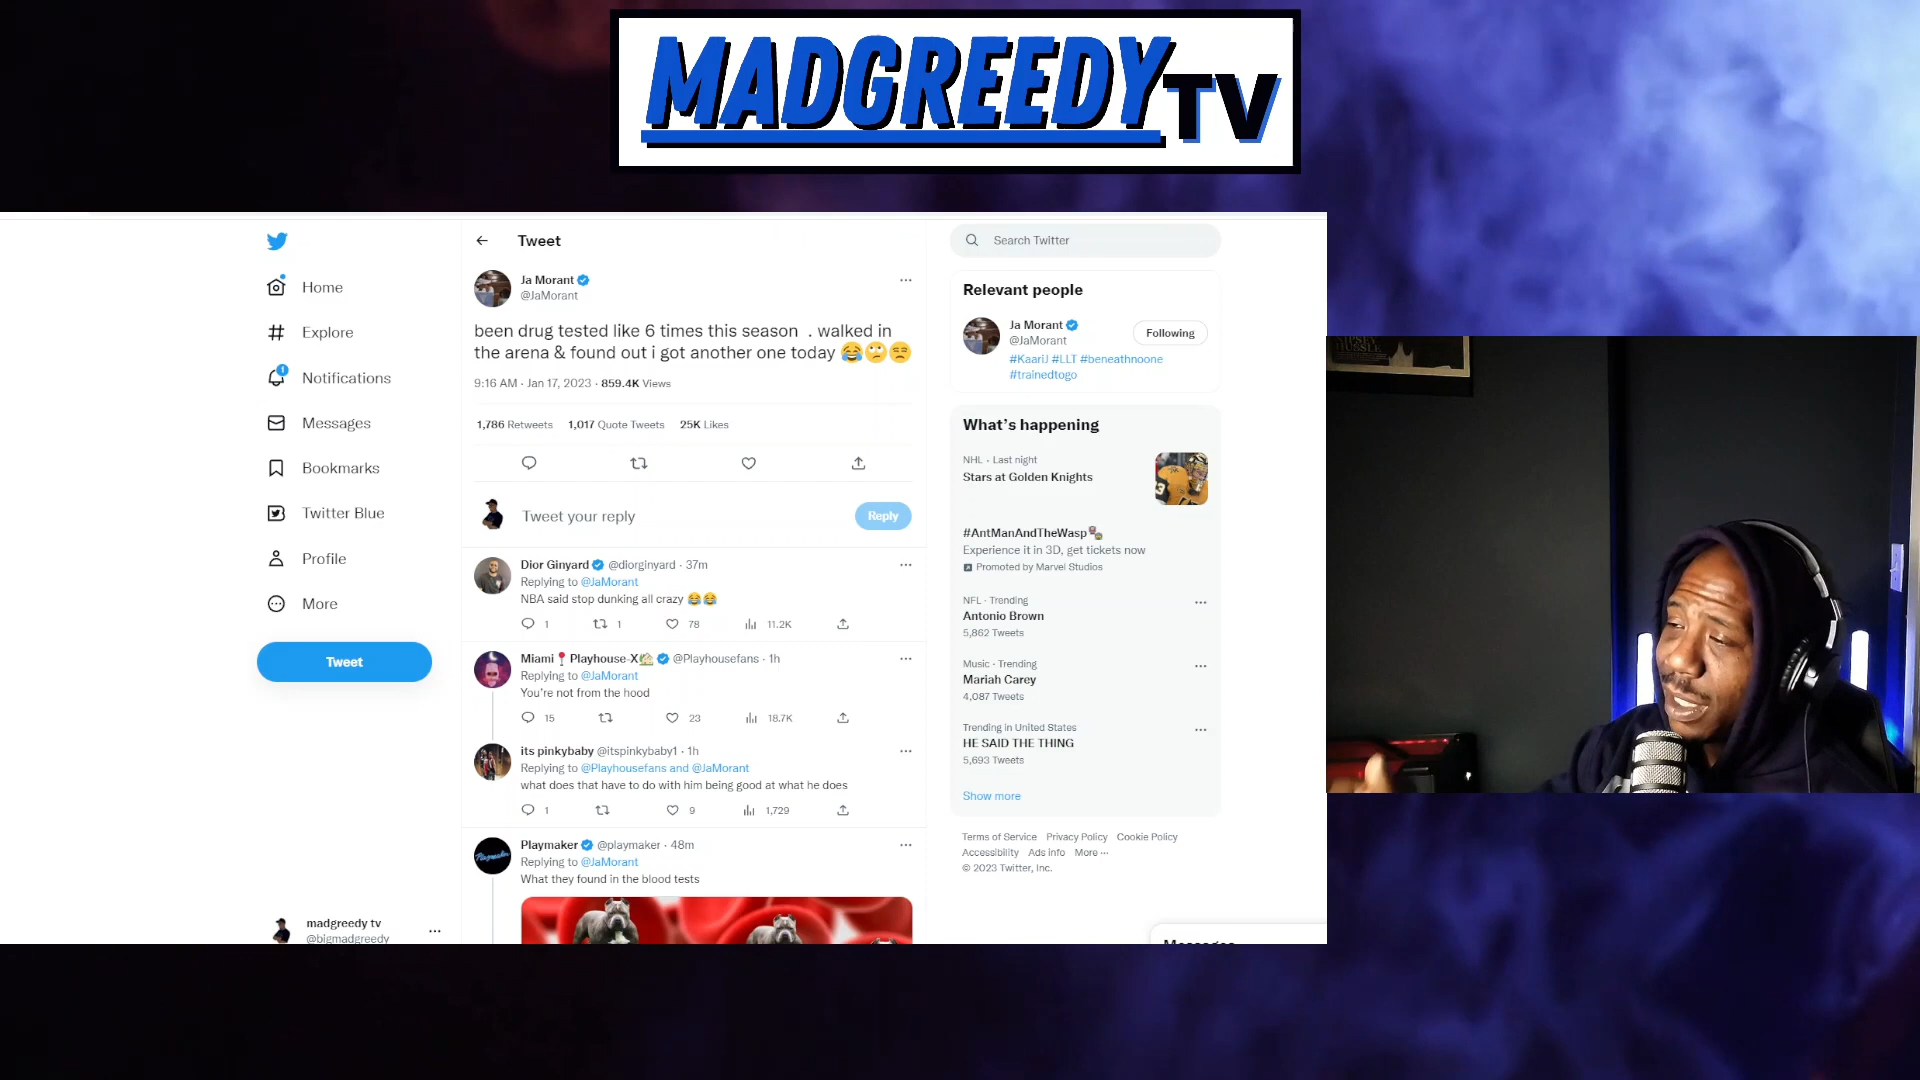 MADGREEDY TV
Tweet
Search Twitter
Home
Explore
1
Notifications
Messages
Bookmarks
Twitter Blue
Profile
More
Tweet
madgreedy tv
@bigmadgreedy
Ja Morant
@JaMorant
been drug tested like 6 times this season . walked in
the arena & found out i got another one today 😂🙄😒
9:16 AM · Jan 17, 2023 · 859.4K Views
1,786 Retweets 1,017 Quote Tweets 25K Likes
Tweet your reply
Reply
Dior Ginyard @diorginyard · 37m
Replying to @JaMorant
NBA said stop dunking all crazy 😂😂
1 1 78 11.2K
Miami📍Playhouse-X🏡 @Playhousefans · 1h
Replying to @JaMorant
You're not from the hood
15 23 18.7K
its pinkybaby @itspinkybaby1 · 1h
Replying to @Playhousefans and @JaMorant
what does that have to do with him being good at what he does
1 9 1,729
Playmaker @playmaker · 48m
Replying to @JaMorant
What they found in the blood tests
Relevant people
Ja Morant
@JaMorant
Following
#KaariJ #LLT #beneathnoone
#trainedtogo
What's happening
NHL · Last night
Stars at Golden Knights
#AntManAndTheWasp
Experience it in 3D, get tickets now
Promoted by Marvel Studios
NFL · Trending
Antonio Brown
5,862 Tweets
Music · Trending
Mariah Carey
4,087 Tweets
Trending in United States
HE SAID THE THING
5,693 Tweets
Show more
Terms of Service Privacy Policy Cookie Policy
Accessibility Ads info More ···
© 2023 Twitter, Inc.
Messages